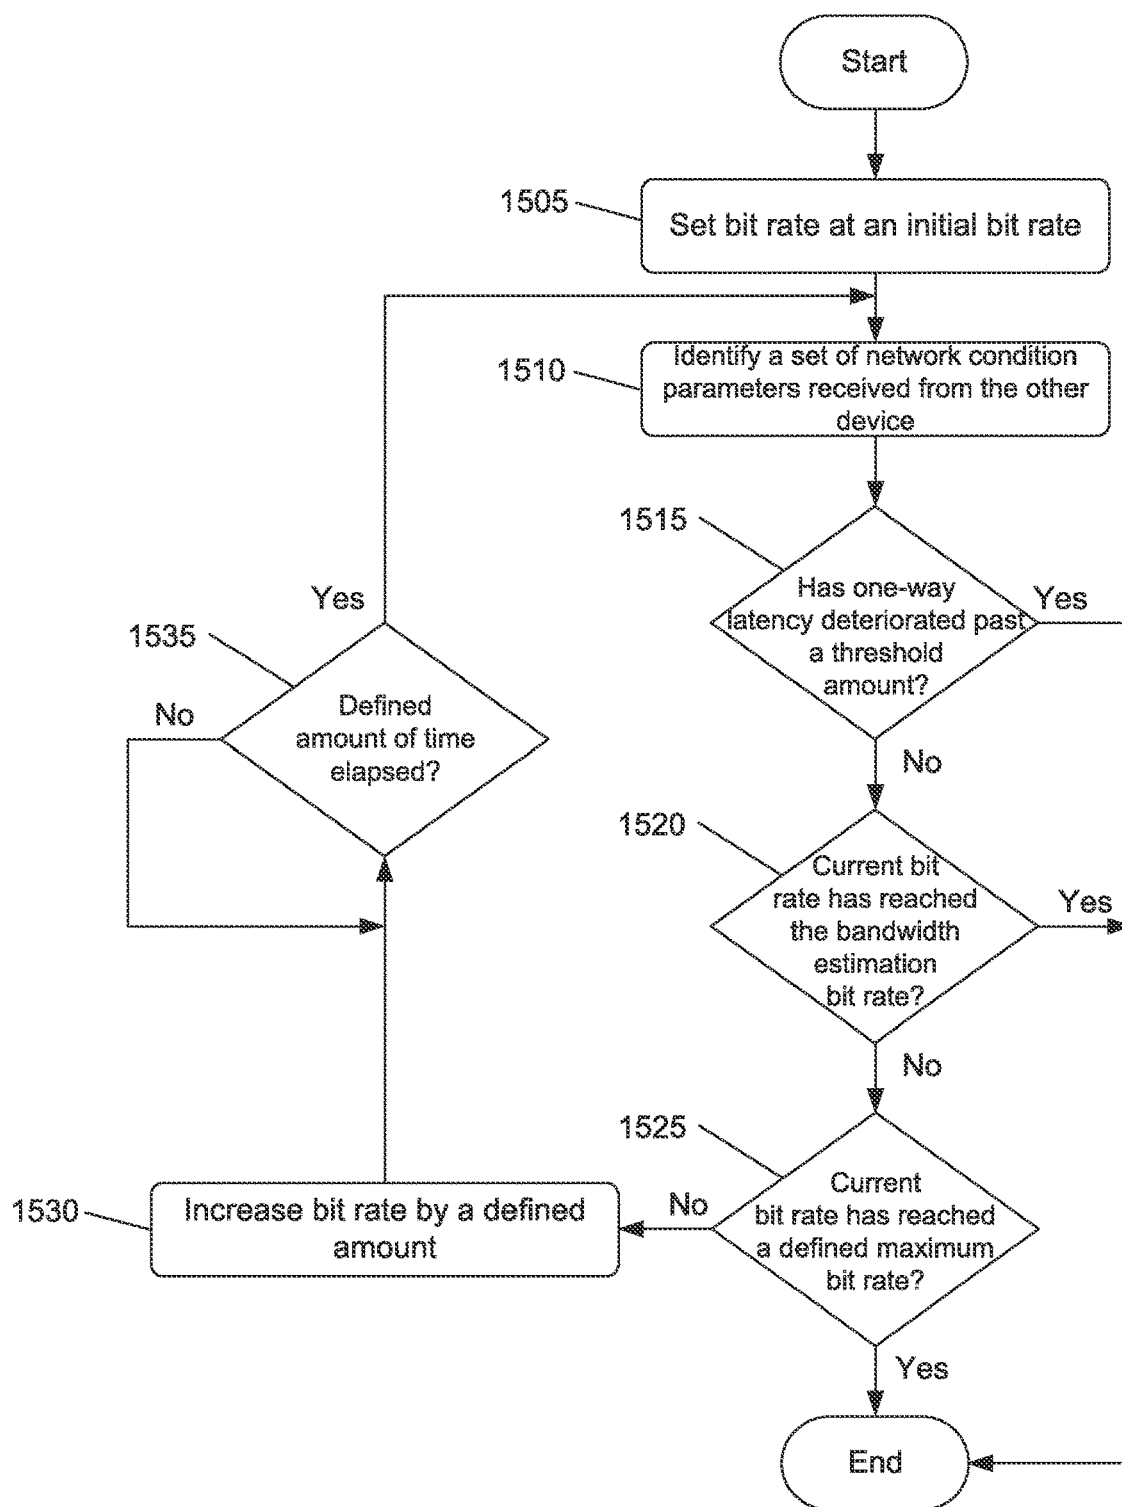 Start
1505
Set bit rate at an initial bit rate
1510
Identify a set of network condition
parameters received from the other
device
1515
Has one-way
latency deteriorated past
a threshold
amount?
Yes
No
Yes
1535
No
Defined
amount of time
elapsed?
1520
Current bit
rate has reached
the bandwidth
estimation
bit rate?
Yes
No
1525
Current
bit rate has reached
a defined maximum
bit rate?
No
1530
Increase bit rate by a defined
amount
Yes
End